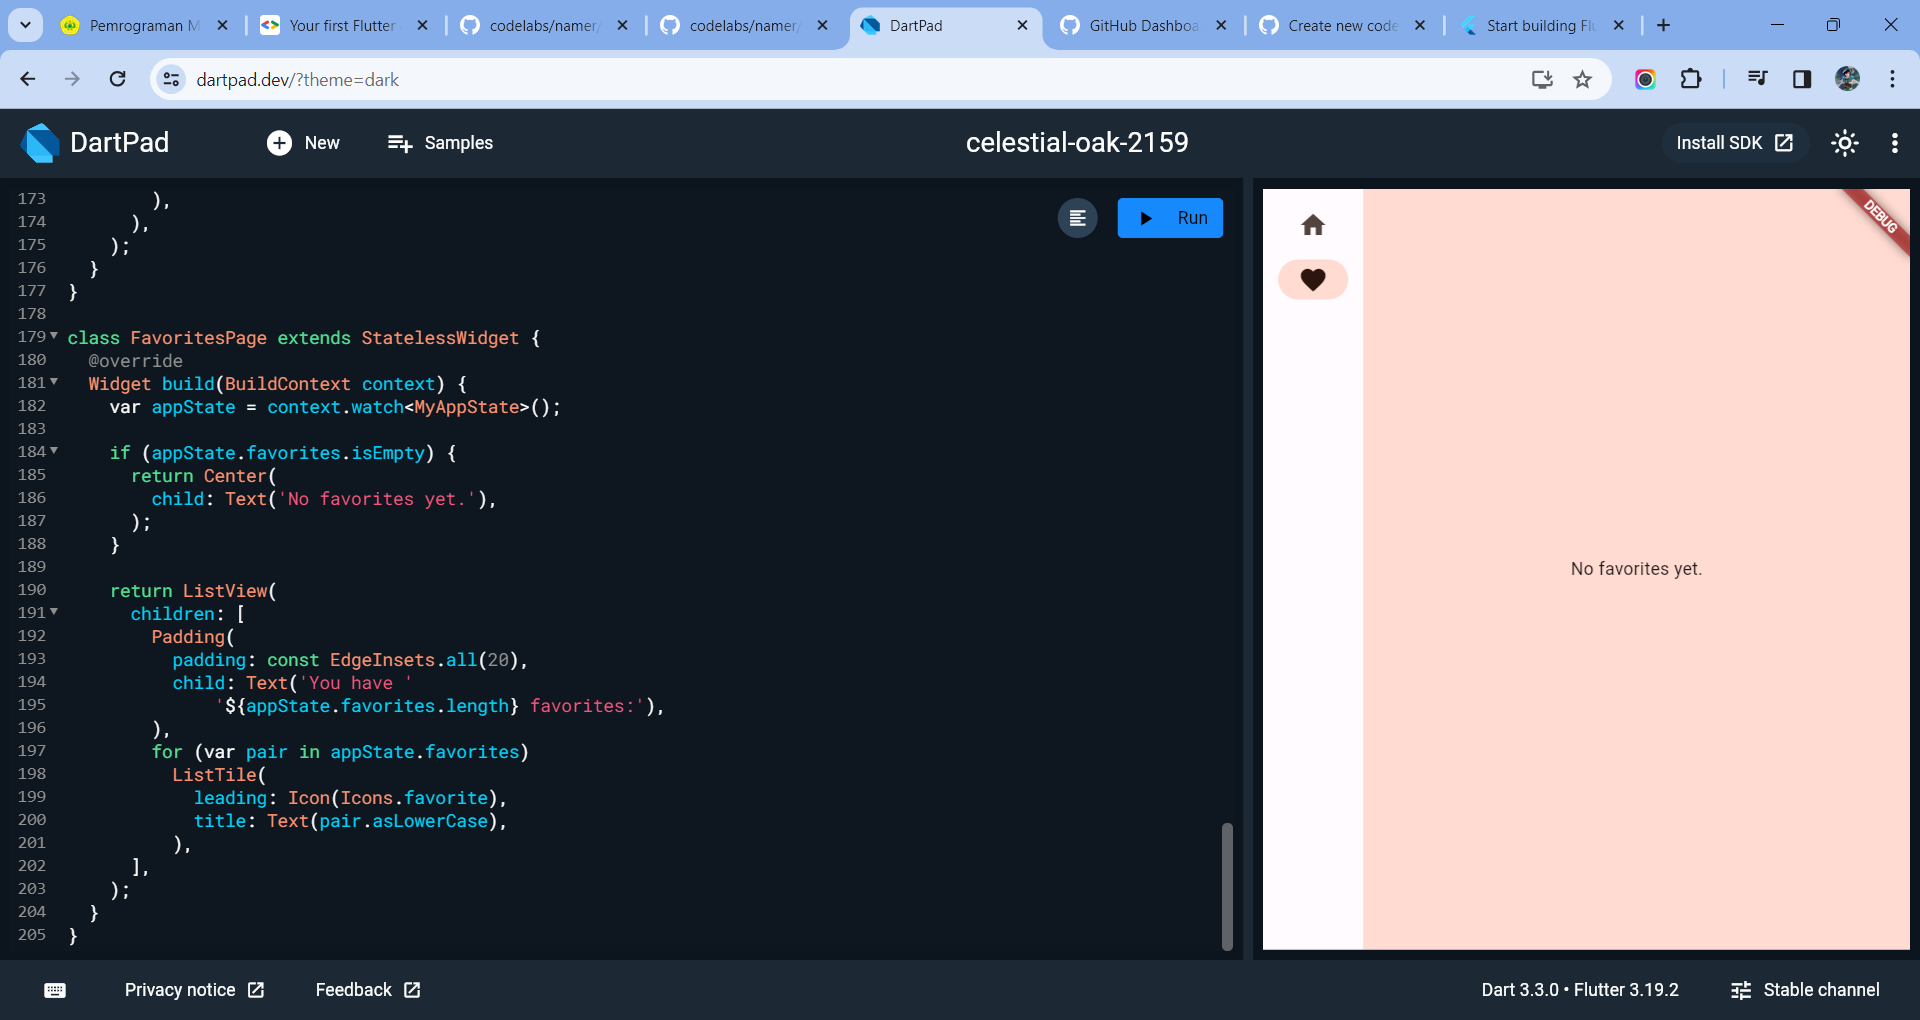 Pemrograman M
Your first Flutter
codelabs/namer/
codelabs/namer/
DartPad
GitHub Dashboa
Create new code
Start building Flu
dartpad.dev/?theme=dark
DartPad
New
Samples
celestial-oak-2159
Install SDK
Run
173 ),
174 ),
175 );
176 }
177 }
178
179 class FavoritesPage extends StatelessWidget {
180 @override
181 Widget build(BuildContext context) {
182 var appState = context.watch<MyAppState>();
183
184 if (appState.favorites.isEmpty) {
185 return Center(
186 child: Text('No favorites yet.'),
187 );
188 }
189
190 return ListView(
191 children: [
192 Padding(
193 padding: const EdgeInsets.all(20),
194 child: Text('You have '
195 '${appState.favorites.length} favorites:'),
196 ),
197 for (var pair in appState.favorites)
198 ListTile(
199 leading: Icon(Icons.favorite),
200 title: Text(pair.asLowerCase),
201 ),
202 ],
203 );
204 }
205 }
DEBUG
No favorites yet.
Privacy notice
Feedback
Dart 3.3.0 • Flutter 3.19.2
Stable channel